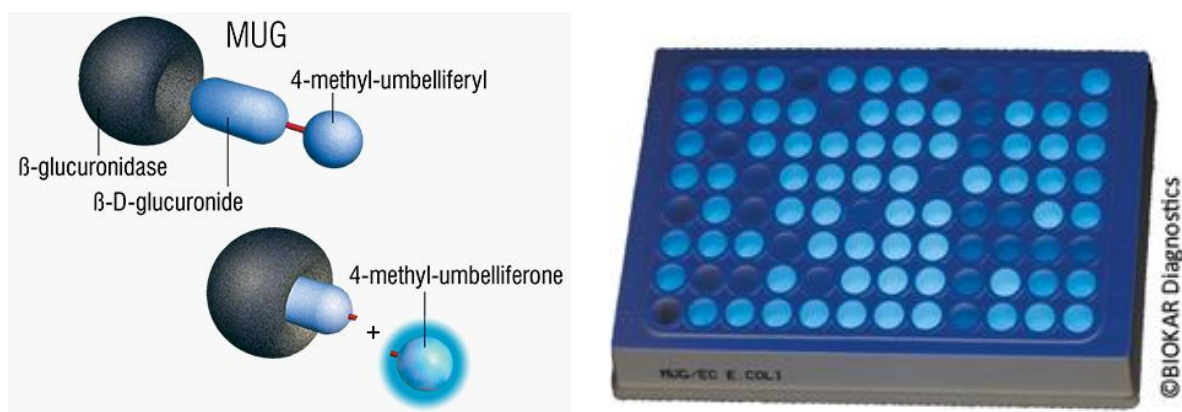 MUG
4-methyl-umbelliferyl
ß-glucuronidase
ß-D-glucuronide
4-methyl-umbelliferone
+
MUG/EC E.COLI
©BIOKAR Diagnostics